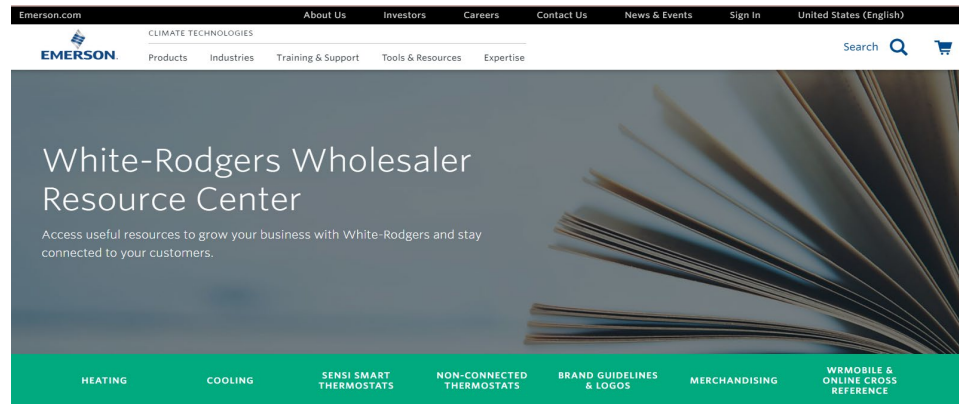 Emerson.com About Us Investors Careers Contact Us News & Events Sign In United States (English)
CLIMATE TECHNOLOGIES
EMERSON.
Products Industries Training & Support Tools & Resources Expertise
Search
White-Rodgers Wholesaler
Resource Center
Access useful resources to grow your business with White-Rodgers and stay
connected to your customers.
HEATING
COOLING
SENSI SMART
THERMOSTATS
NON-CONNECTED
THERMOSTATS
BRAND GUIDELINES
& LOGOS
MERCHANDISING
WRMOBILE &
ONLINE CROSS
REFERENCE